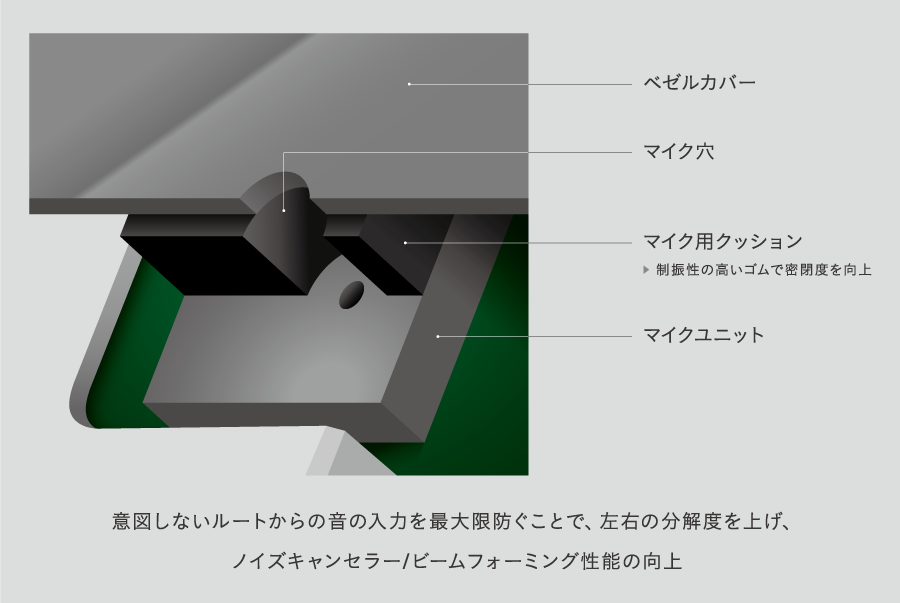 ベゼルカバー
マイク穴
マイク用クッション
▶ 制振性の高いゴムで密閉度を向上
マイクユニット
意図しないルートからの音の入力を最大限防ぐことで、左右の分解度を上げ、
ノイズキャンセラー/ビームフォーミング性能の向上